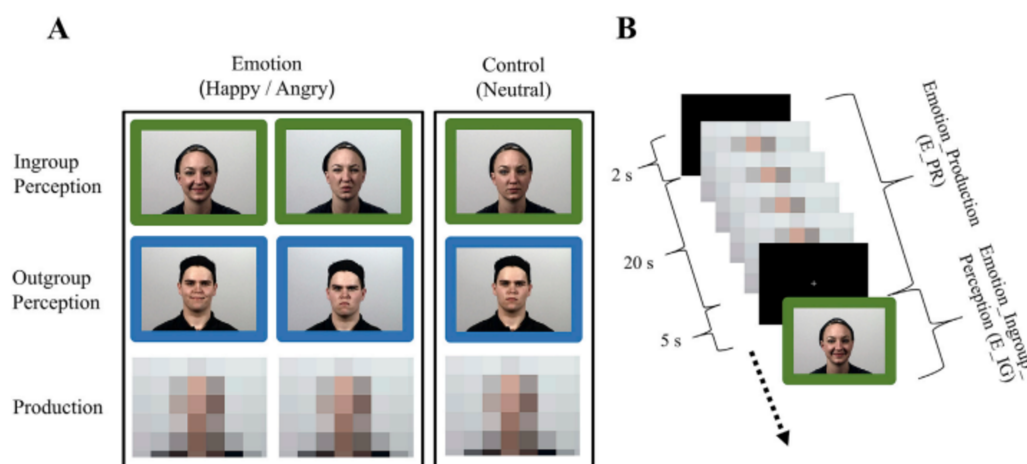 A
Emotion
(Happy / Angry)
Control
(Neutral)
Ingroup
Perception
Outgroup
Perception
Production
B
2 s
20 s
5 s
Emotion_Production
(E_PR)
Emotion_Ingroup_
Perception (E_IG)